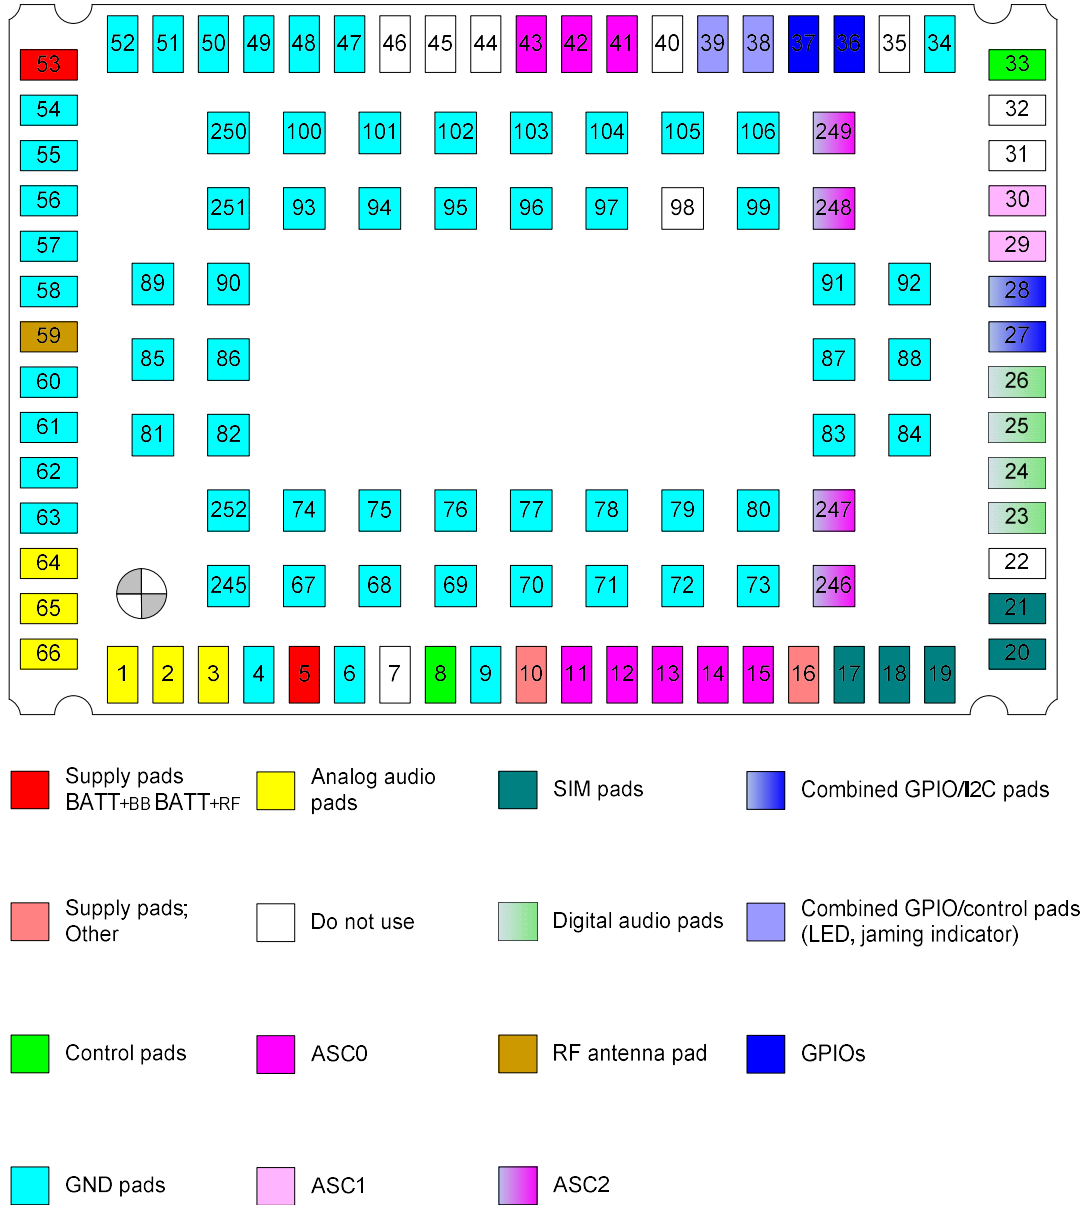 52 51 50 49 48 47 46 45 44 43 42 41 40 39 38 37 36 35 34
53 33
54 32
250 100 101 102 103 104 105 106 249
55 31
56 30
251 93 94 95 96 97 98 99 248
57 29
58 89 90 91 92 28
59 27
85 86 87 88
60 26
61 25
81 82 83 84
62 24
63 252 74 75 76 77 78 79 80 247 23
64 22
245 67 68 69 70 71 72 73 246
65 21
66 20
1 2 3 4 5 6 7 8 9 10 11 12 13 14 15 16 17 18 19
Supply pads
BATT+BB BATT+RF
Analog audio
pads
SIM pads
Combined GPIO/I2C pads
Supply pads;
Other
Do not use
Digital audio pads
Combined GPIO/control pads
(LED, jaming indicator)
Control pads
ASC0
RF antenna pad
GPIOs
GND pads
ASC1
ASC2